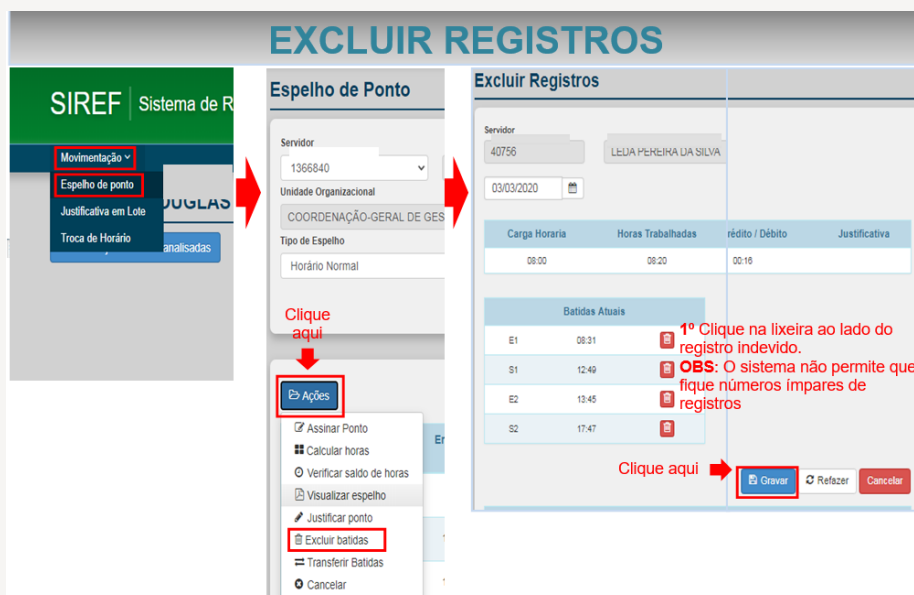 EXCLUIR REGISTROS
SIREF Sistema de R
Movimentação
Espelho de ponto
Justificativa em Lote
Troca de Horário
OUGLAS
analisadas
Espelho de Ponto
Servidor
1366840
Unidade Organizacional
COORDENAÇÃO-GERAL DE GES
Tipo de Espelho
Horário Normal
Clique
aqui
Ações
Assinar Ponto
Calcular horas
Verificar saldo de horas
Visualizar espelho
Justificar ponto
Excluir batidas
Transferir Batidas
Cancelar
Excluir Registros
Servidor
40756 LEDA PEREIRA DA SILVA
03/03/2020
Carga Horaria Horas Trabalhadas rédito / Débito Justificativa
08:00 08:20 00:16
Batidas Atuais
E1 08:31
S1 12:49
E2 13:45
S2 17:47
1º Clique na lixeira ao lado do
registro indevido.
OBS: O sistema não permite que
fique números ímpares de
registros
Clique aqui
Gravar Refazer Cancelar